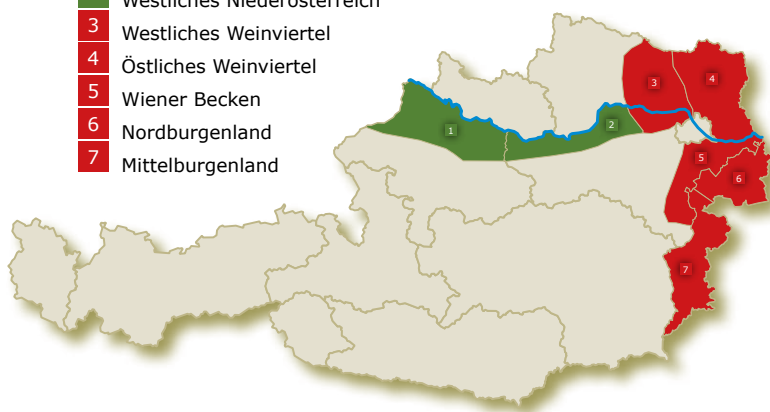 Westliches Niederösterreich
3 Westliches Weinviertel
4 Östliches Weinviertel
5 Wiener Becken
6 Nordburgenland
7 Mittelburgenland
3
4
1
2
5
6
7